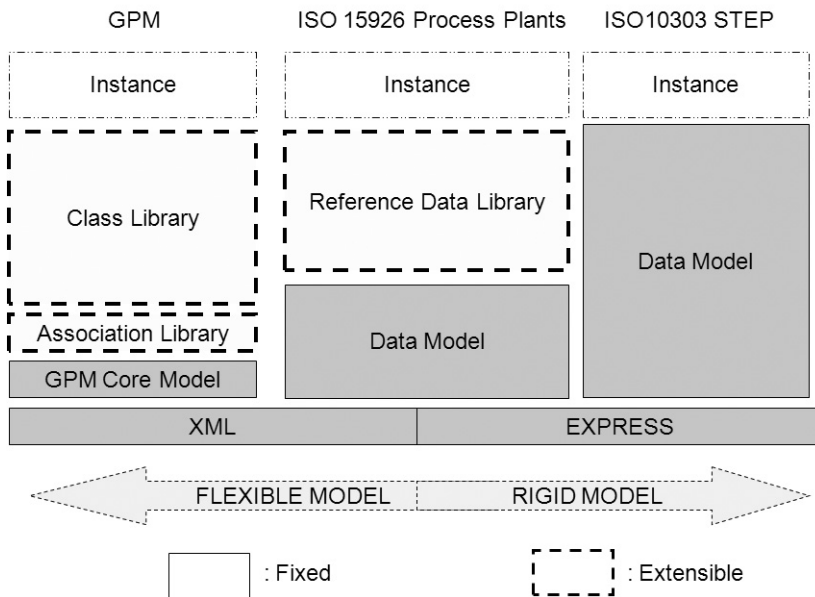 GPM
ISO 15926 Process Plants
ISO10303 STEP
Instance
Instance
Instance
Class Library
Reference Data Library
Data Model
Association Library
Data Model
GPM Core Model
XML
EXPRESS
FLEXIBLE MODEL
RIGID MODEL
: Fixed
: Extensible